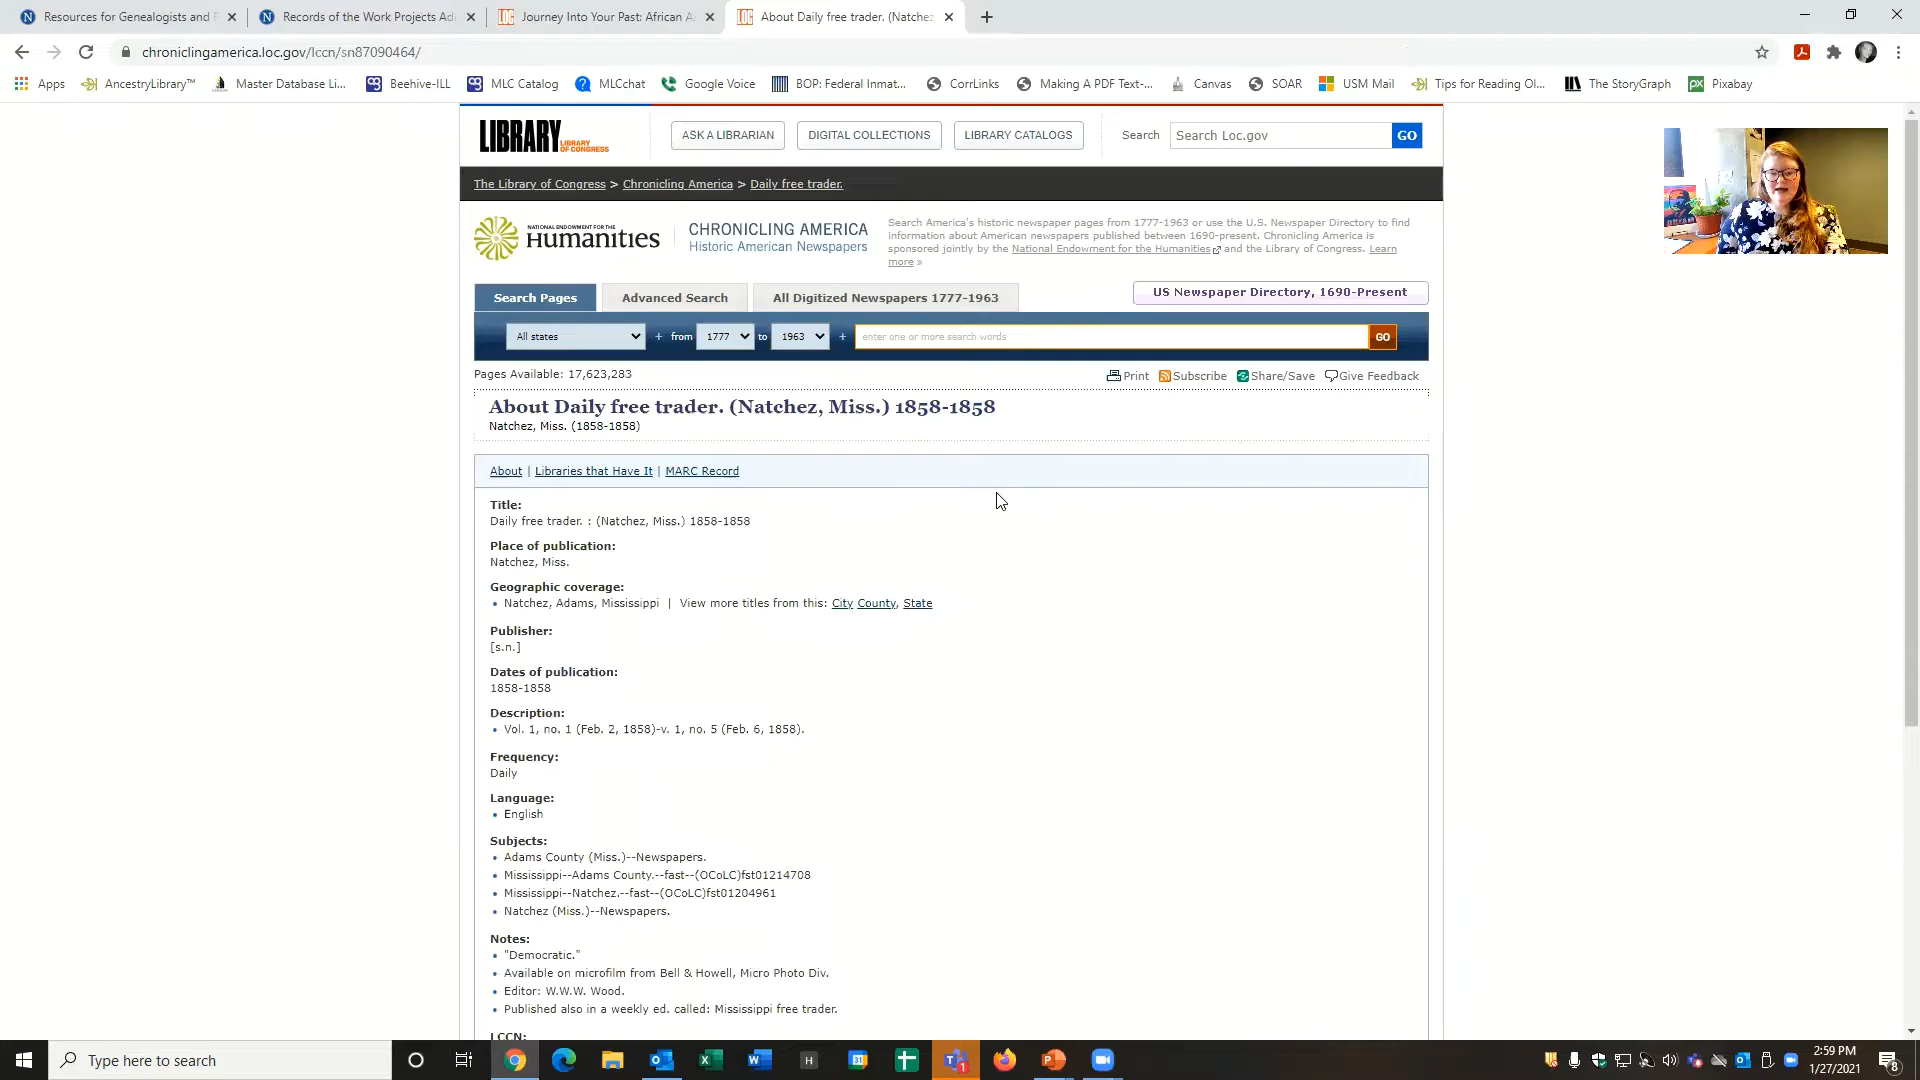 Resources for Genealogists and F
Records of the Work Projects Adi
Journey Into Your Past: African A
About Daily free trader. (Natchez
chroniclingamerica.loc.gov/lccn/sn87090464/
Apps
AncestryLibrary™
Master Database Li...
Beehive-ILL
MLC Catalog
MLCchat
Google Voice
BOP: Federal Inmat...
CorrLinks
Making A PDF Text-...
Canvas
SOAR
USM Mail
Tips for Reading Ol...
The StoryGraph
Pixabay
LIBRARY
LIBRARY OF CONGRESS
ASK A LIBRARIAN
DIGITAL COLLECTIONS
LIBRARY CATALOGS
Search
Search Loc.gov
GO
The Library of Congress > Chronicling America > Daily free trader.
NATIONAL ENDOWMENT FOR THE
Humanities
CHRONICLING AMERICA
Historic American Newspapers
Search America's historic newspaper pages from 1777-1963 or use the U.S. Newspaper Directory to find
information about American newspapers published between 1690-present. Chronicling America is
sponsored jointly by the National Endowment for the Humanities and the Library of Congress. Learn
more »
Search Pages
Advanced Search
All Digitized Newspapers 1777-1963
US Newspaper Directory, 1690-Present
All states + from 1777 to 1963 + enter one or more search words GO
Pages Available: 17,623,283
Print
Subscribe
Share/Save
Give Feedback
About Daily free trader. (Natchez, Miss.) 1858-1858
Natchez, Miss. (1858-1858)
About | Libraries that Have It | MARC Record
Title:
Daily free trader. : (Natchez, Miss.) 1858-1858
Place of publication:
Natchez, Miss.
Geographic coverage:
• Natchez, Adams, Mississippi | View more titles from this: City County, State
Publisher:
[s.n.]
Dates of publication:
1858-1858
Description:
• Vol. 1, no. 1 (Feb. 2, 1858)-v. 1, no. 5 (Feb. 6, 1858).
Frequency:
Daily
Language:
• English
Subjects:
• Adams County (Miss.)--Newspapers.
• Mississippi--Adams County.--fast--(OCoLC)fst01214708
• Mississippi--Natchez.--fast--(OCoLC)fst01204961
• Natchez (Miss.)--Newspapers.
Notes:
• "Democratic."
• Available on microfilm from Bell & Howell, Micro Photo Div.
• Editor: W.W.W. Wood.
• Published also in a weekly ed. called: Mississippi free trader.
LCCN:
Type here to search
2:59 PM
1/27/2021
8